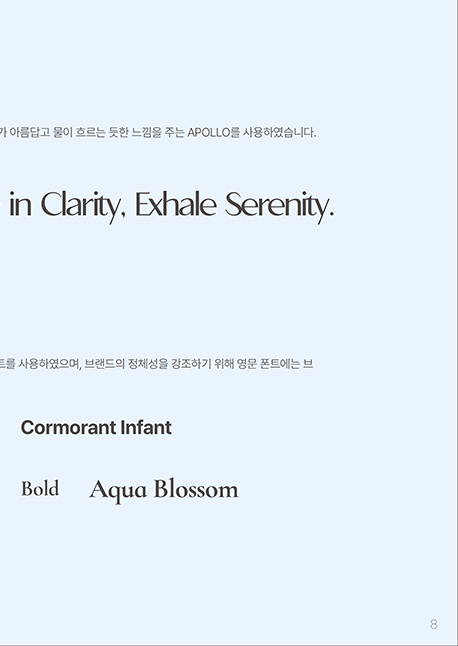 가 아름답고 물이 흐르는 듯한 느낌을 주는 APOLLO를 사용하였습니다.
in Clarity, Exhale Serenity.
트를 사용하였으며, 브랜드의 정체성을 강조하기 위해 영문 폰트에는 브
Cormorant Infant
Bold Aqua Blossom
8